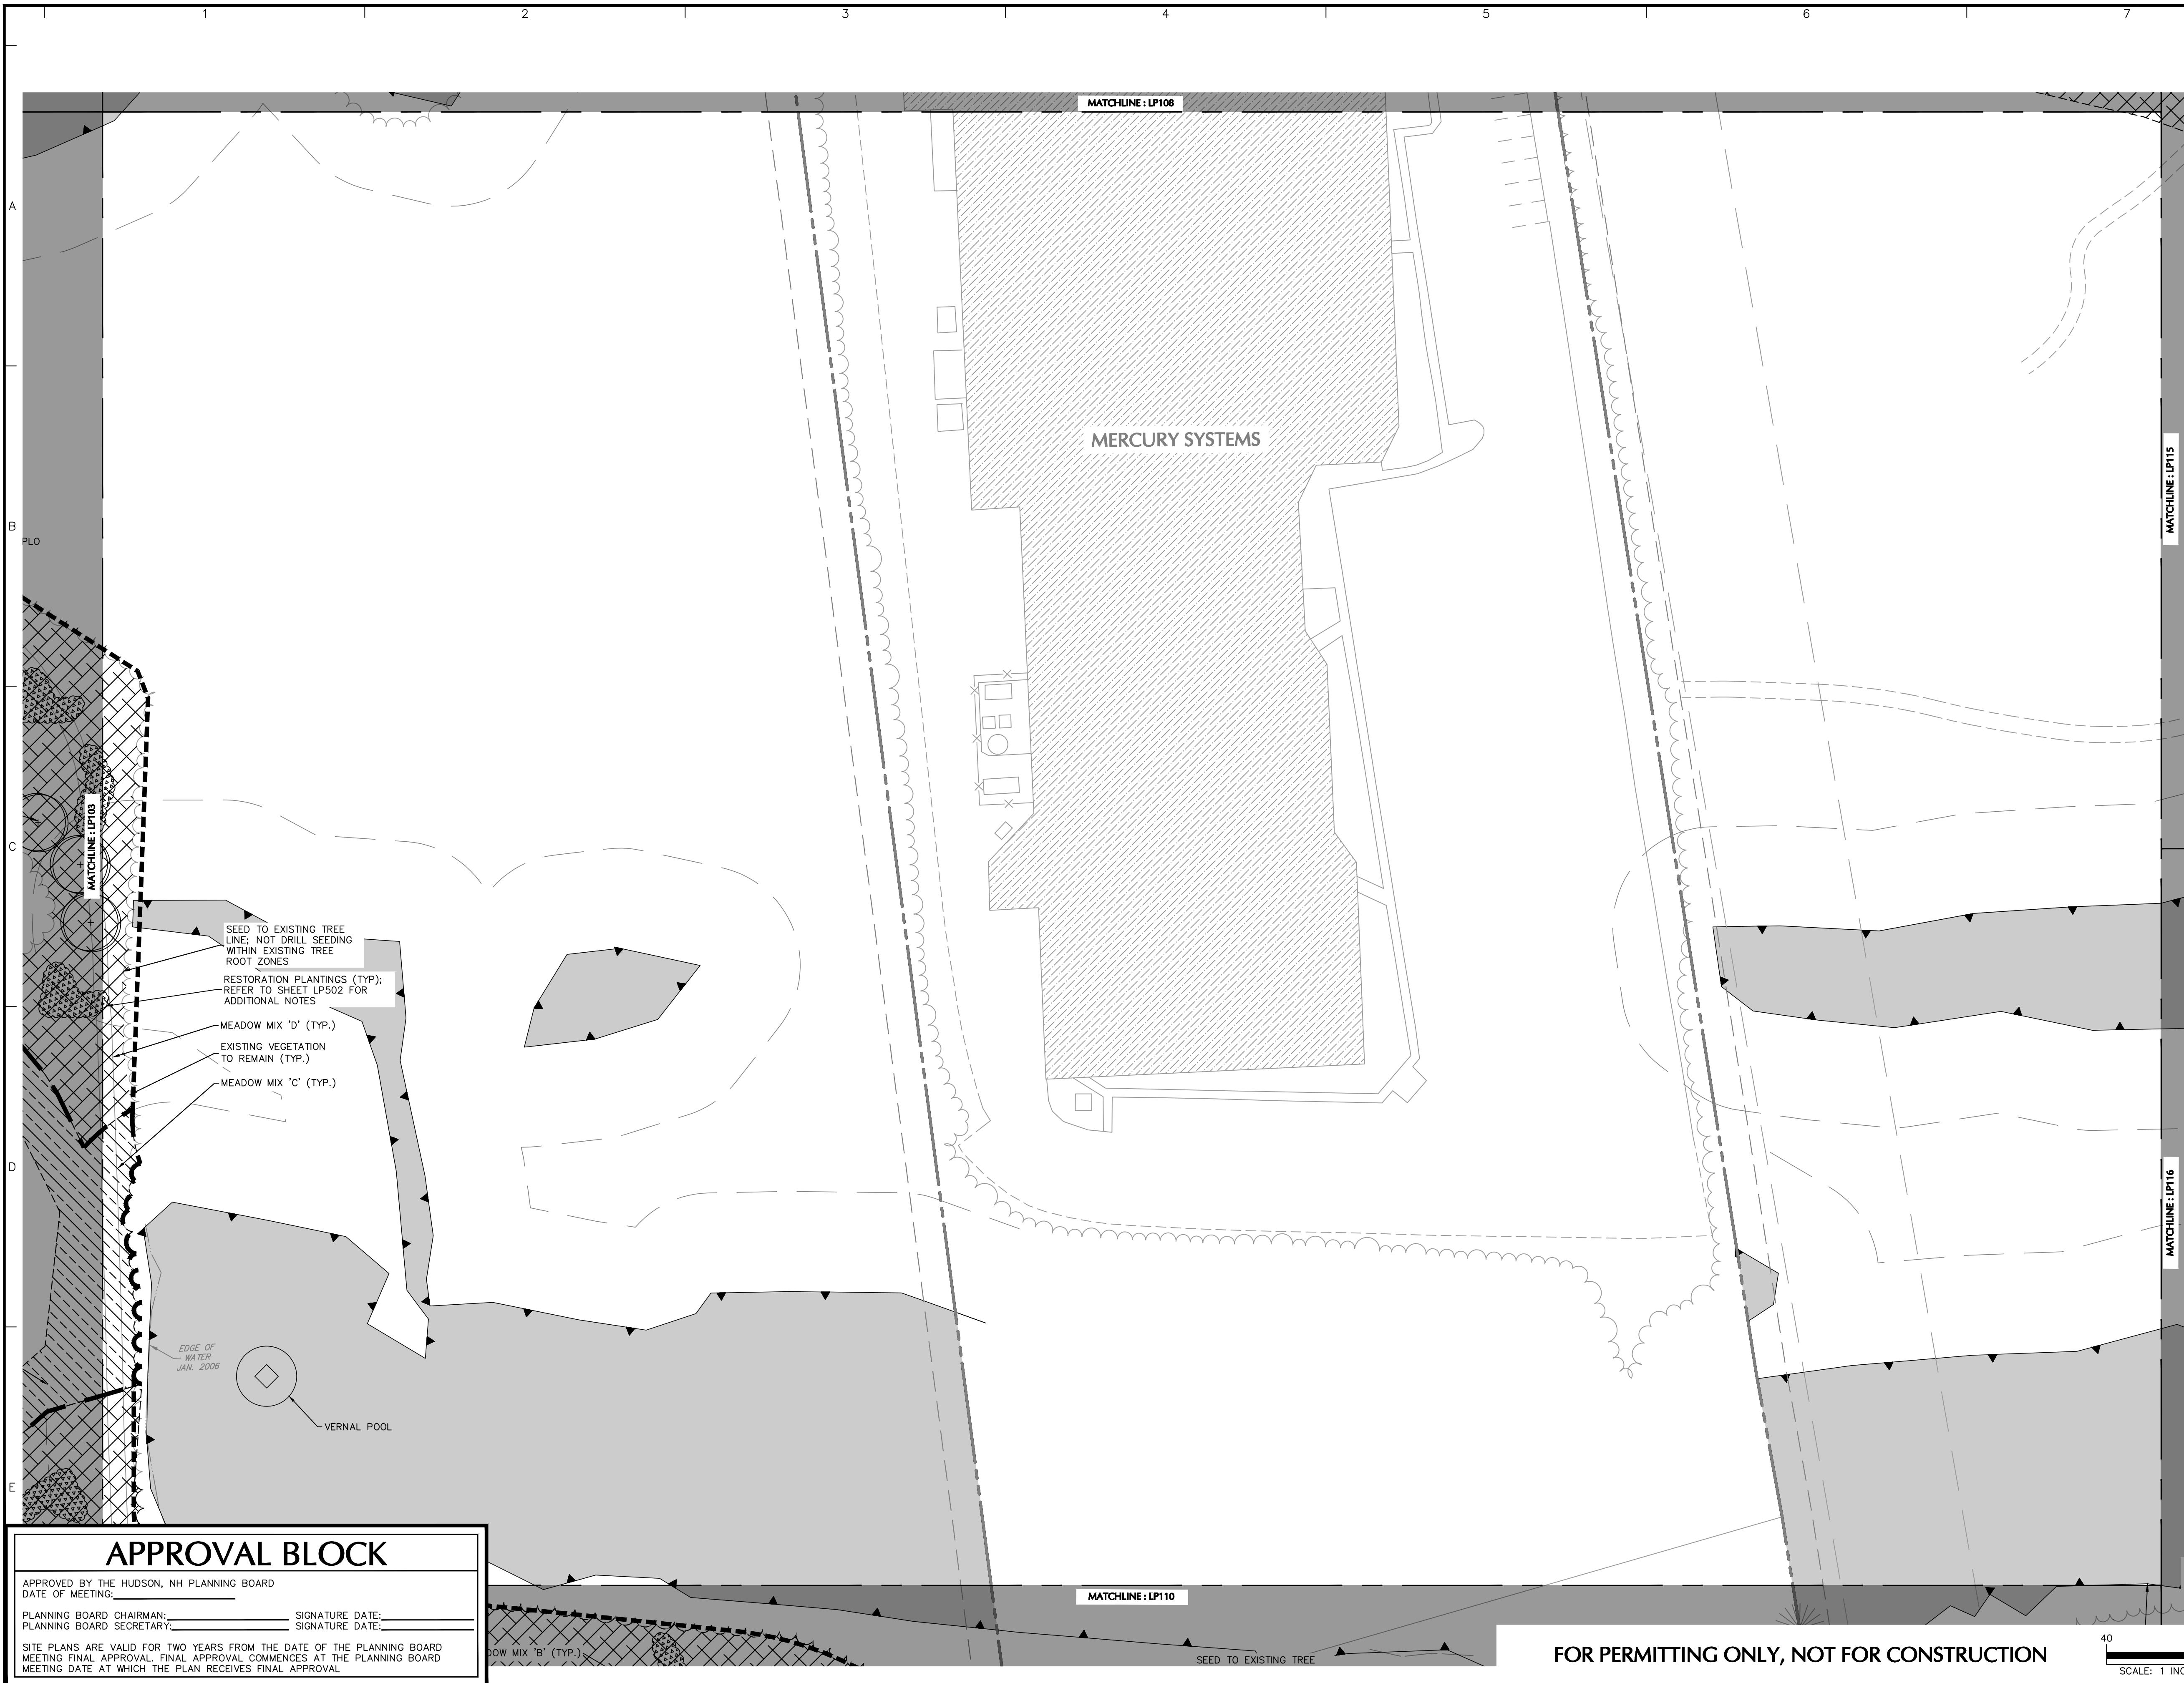 1
2
3
4
5
6
7
MATCHLINE : LP108
A
MERCURY SYSTEMS
MATCHLINE : LP115
B
PLO
MATCHLINE : LP103
C
SEED TO EXISTING TREE
LINE; NOT DRILL SEEDING
WITHIN EXISTING TREE
ROOT ZONES
RESTORATION PLANTINGS (TYP);
REFER TO SHEET LP502 FOR
ADDITIONAL NOTES
MEADOW MIX 'D' (TYP.)
EXISTING VEGETATION
TO REMAIN (TYP.)
MEADOW MIX 'C' (TYP.)
D
MATCHLINE : LP116
EDGE OF
WATER
JAN. 2006
VERNAL POOL
E
APPROVAL BLOCK
APPROVED BY THE HUDSON, NH PLANNING BOARD
DATE OF MEETING:
PLANNING BOARD CHAIRMAN: SIGNATURE DATE:
PLANNING BOARD SECRETARY: SIGNATURE DATE:
SITE PLANS ARE VALID FOR TWO YEARS FROM THE DATE OF THE PLANNING BOARD
MEETING FINAL APPROVAL. FINAL APPROVAL COMMENCES AT THE PLANNING BOARD
MEETING DATE AT WHICH THE PLAN RECEIVES FINAL APPROVAL
MATCHLINE : LP110
DOW MIX 'B' (TYP.)
SEED TO EXISTING TREE
FOR PERMITTING ONLY, NOT FOR CONSTRUCTION
40
SCALE: 1 INC